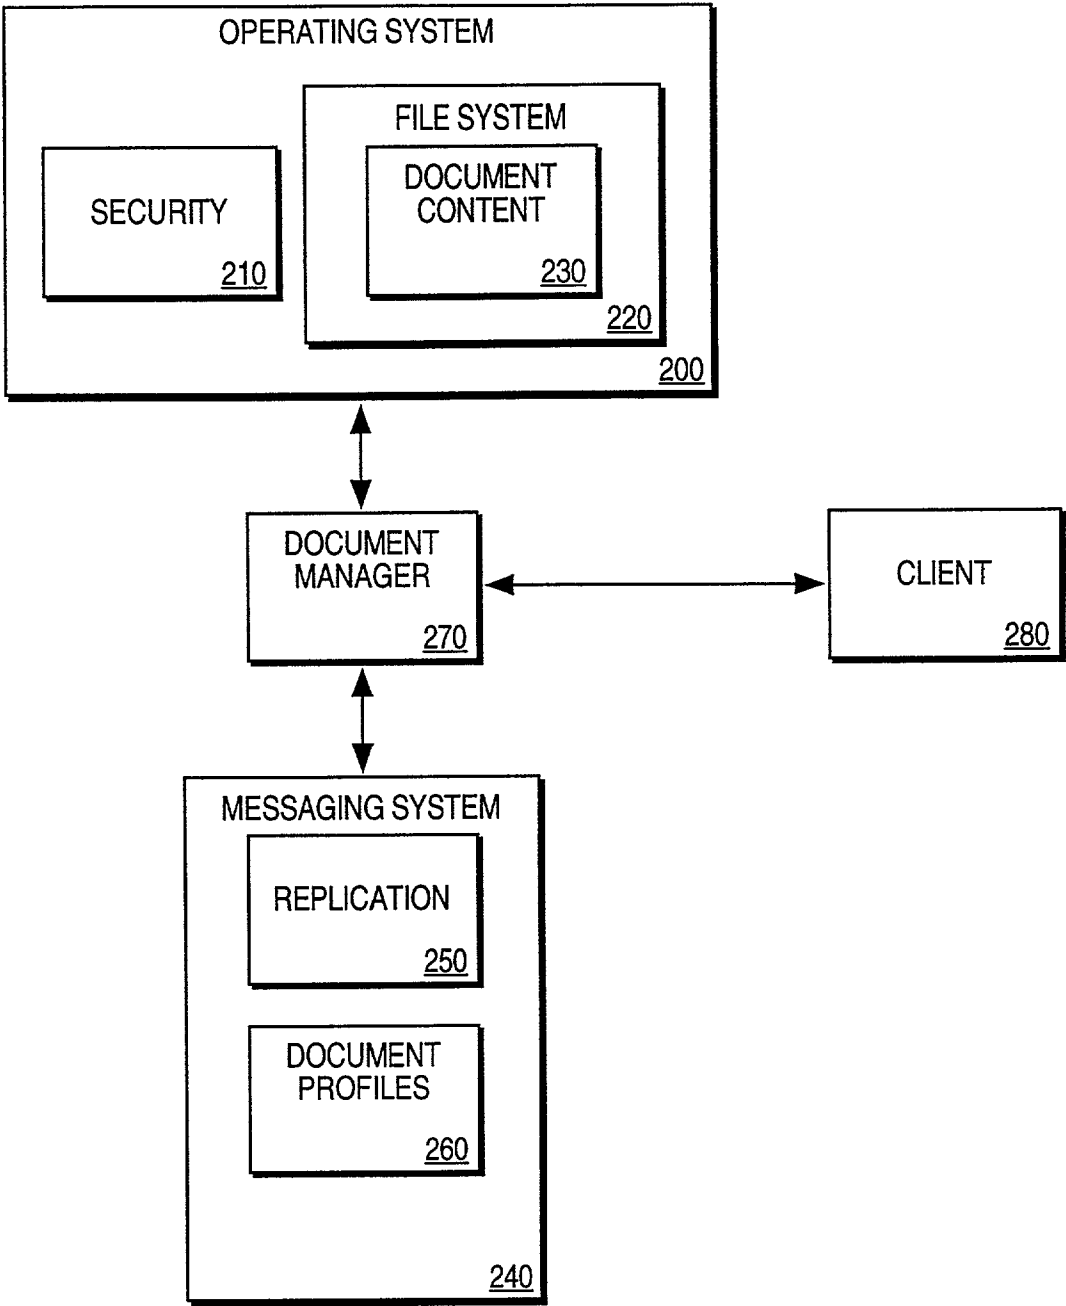 OPERATING SYSTEM
FILE SYSTEM
DOCUMENT
CONTENT
230
220
SECURITY
210
200
DOCUMENT
MANAGER
270
CLIENT
280
MESSAGING SYSTEM
REPLICATION
250
DOCUMENT
PROFILES
260
240